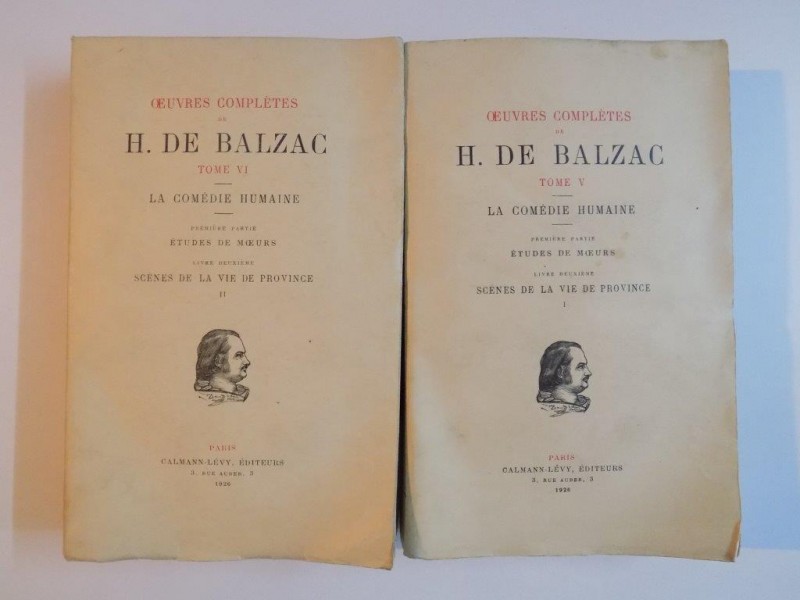 ŒUVRES COMPLÈTES
DE
H. DE BALZAC
TOME VI
LA COMÉDIE HUMAINE
PREMIÈRE PARTIE
ÉTUDES DE MŒURS
LIVRE DEUXIÈME
SCÈNES DE LA VIE DE PROVINCE
II
PARIS
CALMANN-LÉVY, ÉDITEURS
3, RUE AUBER, 3
ŒUVRES COMPLÈTES
DE
H. DE BALZAC
TOME V
LA COMÉDIE HUMAINE
PREMIÈRE PARTIE
ÉTUDES DE MŒURS
LIVRE DEUXIÈME
SCÈNES DE LA VIE DE PROVINCE
I
PARIS
CALMANN-LÉVY, ÉDITEURS
3, RUE AUBER, 3